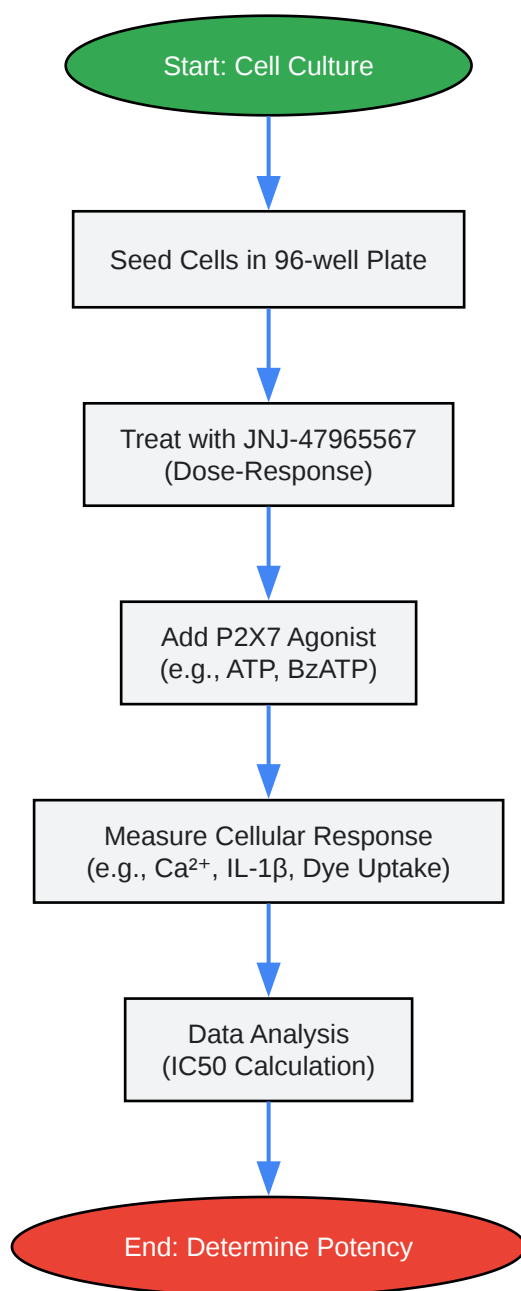 Start: Cell Culture
Seed Cells in 96-well Plate
Treat with JNJ-47965567
(Dose-Response)
Add P2X7 Agonist
(e.g., ATP, BzATP)
Measure Cellular Response
(e.g., Ca²⁺, IL-1β, Dye Uptake)
Data Analysis
(IC50 Calculation)
End: Determine Potency